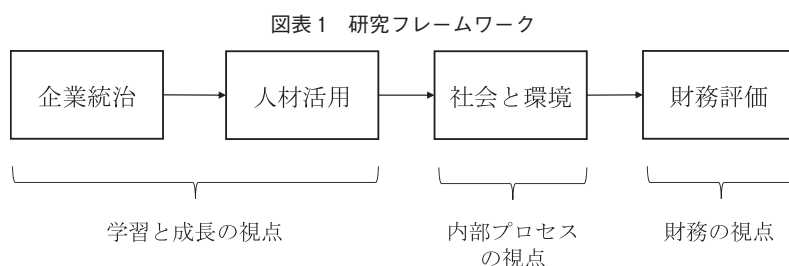 図表1 研究フレームワーク
企業統治
人材活用
社会と環境
財務評価
学習と成長の視点
内部プロセス
の視点
財務の視点